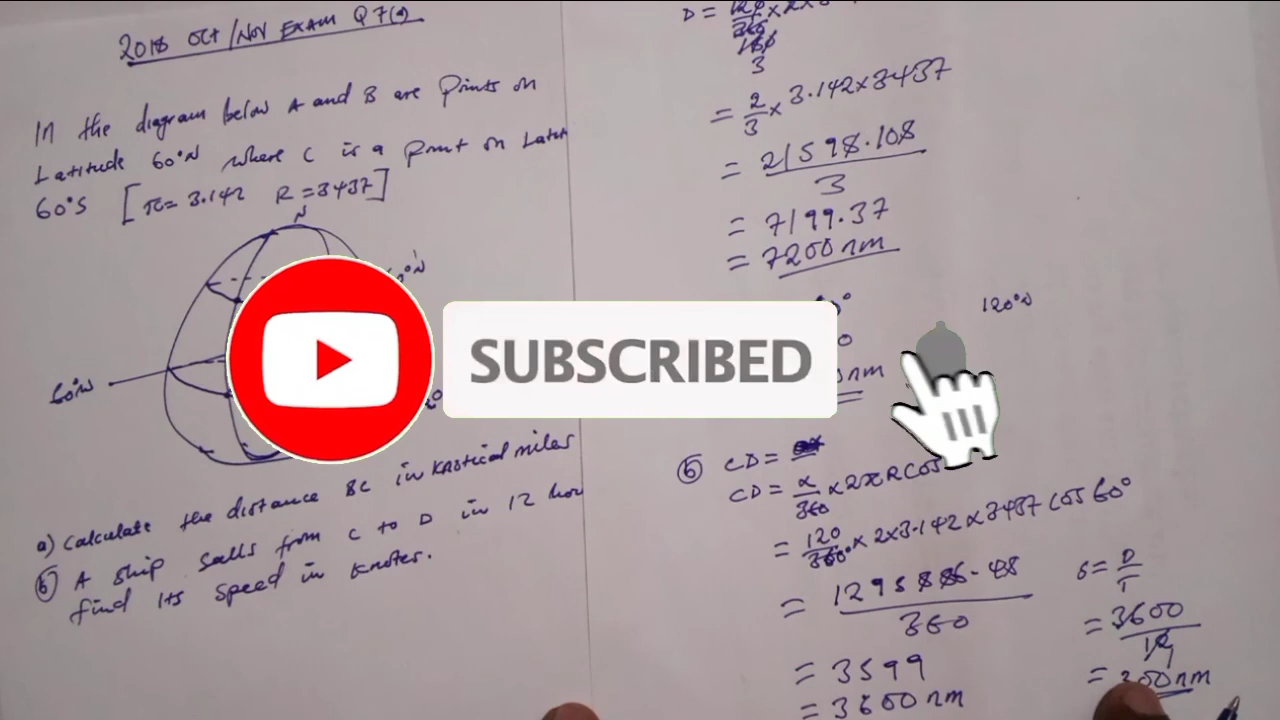 2018 OCT/NOV EXAM Q7(a)
In the diagram below A and B are points on
Latitude 60°N where C is a point on Latit
60°S [π= 3.142 R=3437]
N
60°W
a) Calculate the distance BC in Knotical miles
(b) A ship sails from C to D in 12 hou
find its speed in Knotes.
SUBSCRIBED
D =
= 2/3 × 3.142×3437
= 21598.108
3
= 7199.37
= 7200 nm
120°N
(b) CD =
CD = α/360 × 2πR Cos
= 120/360° × 2×3.142×3437 Cos 60°
= 1295886.48
360
= 3599
= 3600 nm
S = D/T
= 3600
12
= 300 nm